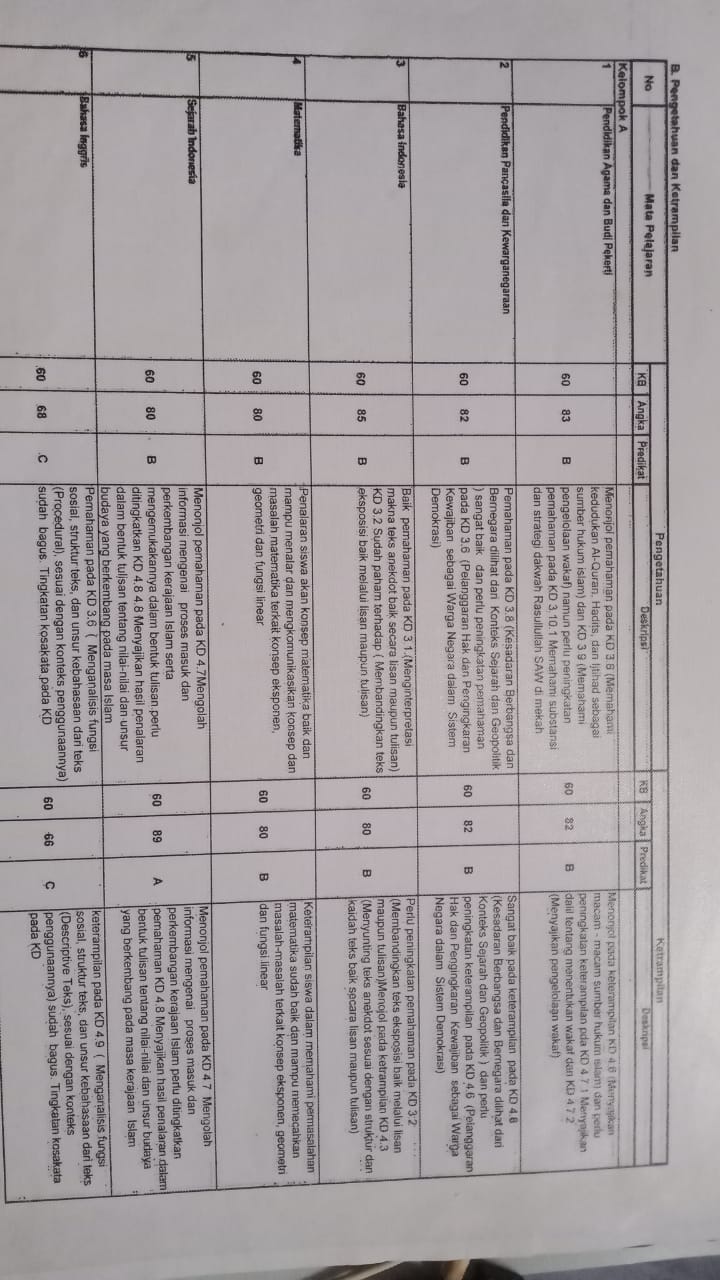 B. Pengetahuan dan Ketrampilan
No Mata Pelajaran Pengetahuan Ketrampilan
KB Angka Predikat Deskripsi KB Angka Predikat Deskripsi
Kelompok A
1 Pendidikan Agama dan Budi Pekerti 60 83 B
Menonjol pemahaman pada KD 3.8 (Memahami
kedudukan Al-Quran, Hadits, dan Ijtihad sebagai
sumber hukum islam) dan KD 3.9 (Memahami
pengelolaan wakaf) namun perlu peningkatan
pemahaman pada KD 3.10.1 Memahami substansi
dan strategi dakwah Rasullullah SAW di mekah
60 82 B
Menonjol pada keterampilan KD 4.6 (Menyajikan
macam - macam sumber hukum islam) dan perlu
peningkatan keterampilan pda KD 4.7 1 Menyajikan
dalil tentang menentukan wakaf dan KD 4.7 2
(Menyajikan pengelolaan wakaf)
2 Pendidikan Pancasila dan Kewarganegaraan 60 82 B
Pemahaman pada KD 3.8 (Kesadaran Berbangsa dan
Bernegara dilihat dari Konteks Sejarah dan Geopolitik
) sangat baik dan perlu peningkatan pemahaman
pada KD 3.6 (Pelanggaran Hak dan Pengingkaran
Kewajiban sebagai Warga Negara dalam Sistem
Demokrasi)
60 82 B
Sangat baik pada keterampilan pada KD 4.8
(Kesadaran Berbangsa dan Bernegara dilihat dari
Konteks Sejarah dan Geopolitik ) dan perlu
peningkatan keterampilan pada KD 4.6 (Pelanggaran
Hak dan Pengingkaran Kewajiban sebagai Warga
Negara dalam Sistem Demokrasi)
3 Bahasa Indonesia 60 85 B
Baik pemahaman pada KD 3.1.(Menginterpretasi
makna teks anekdot baik secara lisan maupun tulisan)
KD 3.2 Sudah paham terhadap ( Membandingkan teks
eksposisi baik melalui lisan maupun tulisan)
60 80 B
Perlu peningkatan pemahaman pada KD 3.2
(Membandingkan teks eksposisi baik melalui lisan
maupun tulisan)Menojol pada ketrampilan KD 4.3
(Menyunting teks anekdot sesuai dengan struktur dan
kaidah teks baik secara lisan maupun tulisan)
4 Matematika 60 80 B
Penalaran siswa akan konsep matematika baik dan
mampu menalar dan mengkomunikasikan konsep dan
masalah matematika terkait konsep eksponen,
geometri dan fungsi linear
60 80 B
Keterampilan siswa dalam memahami permasalahan
matematika sudah baik dan mampu memecahkan
masalah-masalah terkait konsep eksponen, geometri
dan fungsi linear
5 Sejarah Indonesia 60 80 B
Menonjol pemahaman pada KD 4.7Mengolah
informasi mengenai proses masuk dan
perkembangan kerajaan Islam serta
mengemukakannya dalam bentuk tulisan.perlu
ditingkatkan KD 4.8 4.8 Menyajikan hasil penalaran
dalam bentuk tulisan tentang nilai-nilai dan unsur
budaya yang berkembang pada masa Islam
60 89 A
Menonjol pemahaman pada KD 4 7 Mengolah
informasi mengenai proses masuk dan
perkembangan kerajaan Islam perlu ditingkatkan
pemahaman KD 4.8 Menyajikan hasil penalaran dalam
bentuk tulisan tentang nilai-nilai dan unsur budaya
yang berkembang pada masa kerajaan Islam
6 Bahasa Inggris 60 68 C
Pemahaman pada KD 3.6 ( Menganalisis fungsi
sosial, struktur teks, dan unsur kebahasaan dari teks
(Procedural), sesuai dengan konteks penggunaannya)
sudah bagus. Tingkatan kosakata pada KD
60 66 C
keterampilan pada KD 4.9 ( Menganalisis fungsi
sosial, struktur teks, dan unsur kebahasaan dari teks
(Descriptive Teks), sesuai dengan konteks
penggunaannya) sudah bagus. Tingkatan kosakata
pada KD